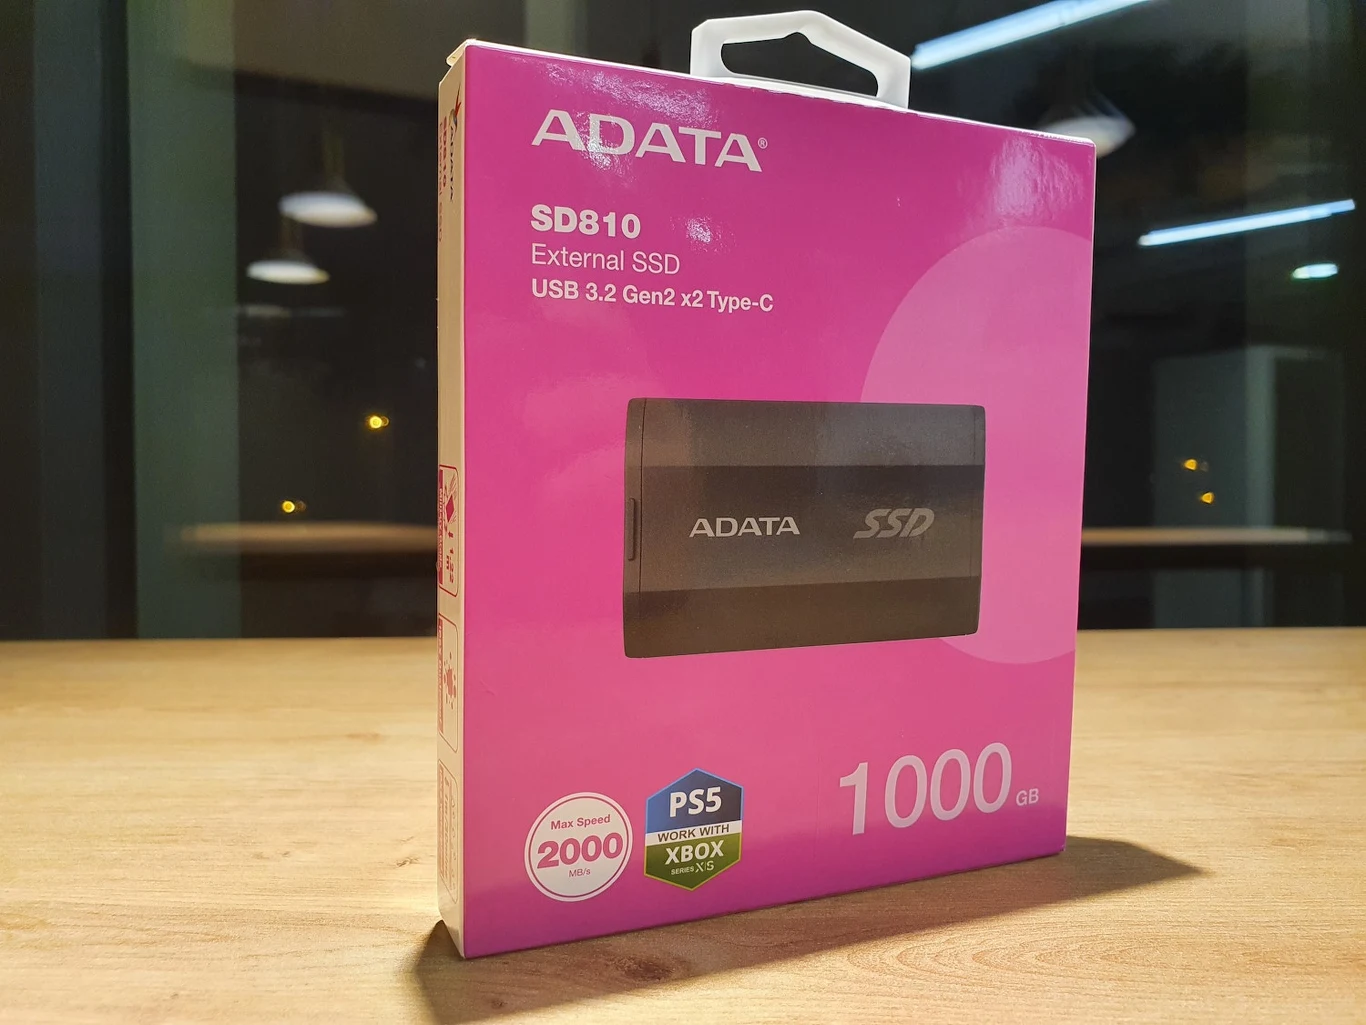 ADATA®
SD810
External SSD
USB 3.2 Gen2 x2 Type-C
ADATA SSD
1000 GB
Max Speed
2000
MB/s
PS5
WORK WITH
XBOX
SERIES X|S